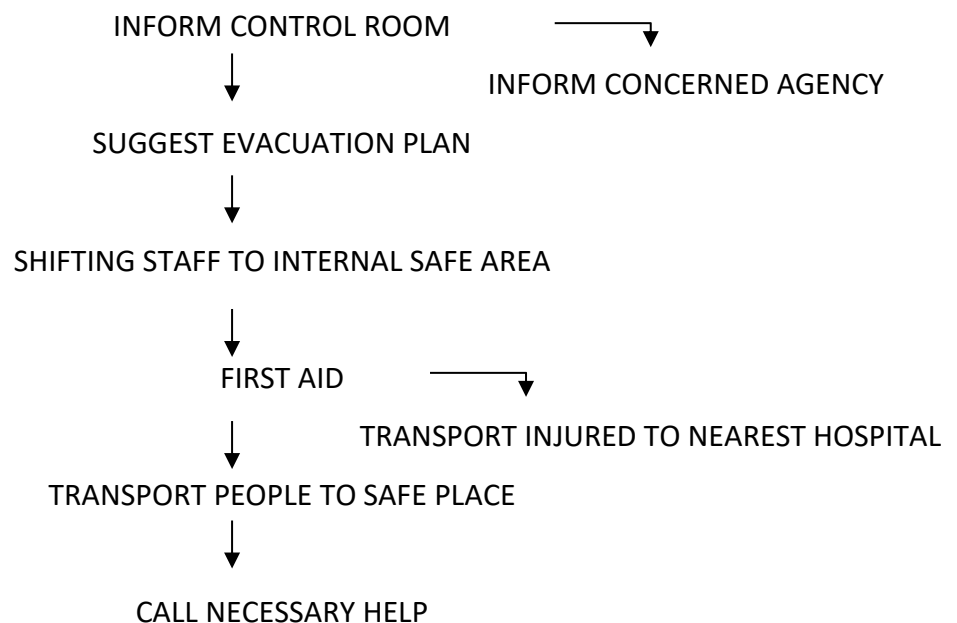 INFORM CONTROL ROOM
INFORM CONCERNED AGENCY
SUGGEST EVACUATION PLAN
SHIFTING STAFF TO INTERNAL SAFE AREA
FIRST AID
TRANSPORT INJURED TO NEAREST HOSPITAL
TRANSPORT PEOPLE TO SAFE PLACE
CALL NECESSARY HELP